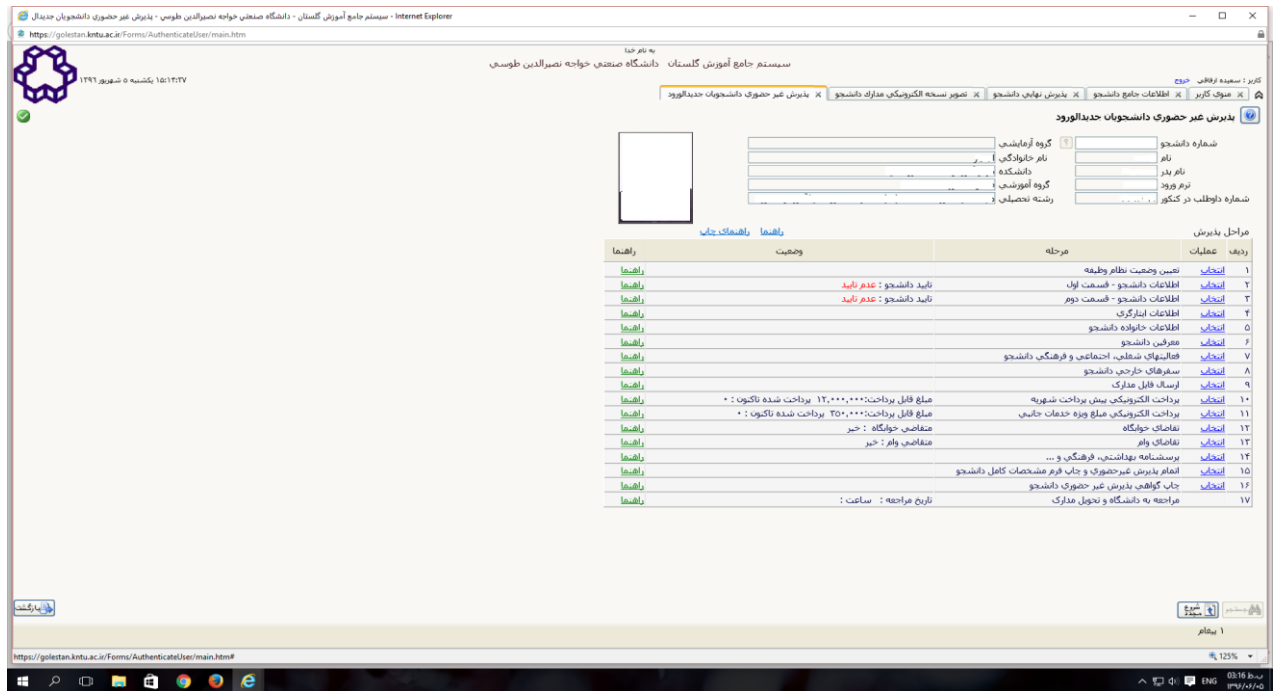 سیستم جامع آموزش گلستان - دانشگاه صنعتی خواجه نصیرالدین طوسی - پذیرش غیر حضوری دانشجویان جدیدال - Internet Explorer
https://golestan.kntu.ac.ir/Forms/AuthenticateUser/main.htm
به نام خدا
سیستم جامع آموزش گلستان دانشگاه صنعتی خواجه نصیرالدین طوسی
۱۵:۱۴:۲۷ یکشنبه ۵ شهریور ۱۳۹۶
کاربر : سعیده ارفاقی خروج
منوی کاربر X اطلاعات جامع دانشجو X پذیرش نهایی دانشجو X تصویر نسخه الکترونیکی مدارك دانشجو X پذیرش غیر حضوری دانشجویان جدیدالورود X
پذیرش غیر حضوری دانشجویان جدیدالورود
شماره دانشجو ؟ گروه آزمایشی
نام نام خانوادگی
نام پدر دانشکده
ترم ورود گروه آموزشی
شماره داوطلب در کنکور رشته تحصیلی
مراحل پذیرش راهنما راهنمای چاپ
ردیف عملیات مرحله وضعیت راهنما
۱ انتخاب تعیین وضعیت نظام وظیفه راهنما
۲ انتخاب اطلاعات دانشجو - قسمت اول تایید دانشجو : عدم تایید راهنما
۳ انتخاب اطلاعات دانشجو - قسمت دوم تایید دانشجو : عدم تایید راهنما
۴ انتخاب اطلاعات ایثارگری راهنما
۵ انتخاب اطلاعات خانواده دانشجو راهنما
۶ انتخاب معرفین دانشجو راهنما
۷ انتخاب فعالیتهای شغلی، اجتماعی و فرهنگی دانشجو راهنما
۸ انتخاب سفرهای خارجی دانشجو راهنما
۹ انتخاب ارسال فایل مدارک راهنما
۱۰ انتخاب پرداخت الکترونیکی پیش پرداخت شهریه مبلغ قابل پرداخت:۱۲,۰۰۰,۰۰۰ پرداخت شده تاکنون : ۰ راهنما
۱۱ انتخاب پرداخت الکترونیکی مبلغ ویژه خدمات جانبی مبلغ قابل پرداخت:۳۵۰,۰۰۰ پرداخت شده تاکنون : ۰ راهنما
۱۲ انتخاب تقاضای خوابگاه متقاضی خوابگاه : خیر راهنما
۱۳ انتخاب تقاضای وام متقاضی وام : خیر راهنما
۱۴ انتخاب پرسشنامه بهداشتی، فرهنگی و ... راهنما
۱۵ انتخاب اتمام پذیرش غیرحضوری و چاپ فرم مشخصات کامل دانشجو راهنما
۱۶ انتخاب چاپ گواهی پذیرش غیر حضوری دانشجو راهنما
۱۷ مراجعه به دانشگاه و تحویل مدارک تاریخ مراجعه : ساعت : راهنما
جستجو شروع مجدد بازگشت
۱ پیغام
https://golestan.kntu.ac.ir/Forms/AuthenticateUser/main.htm# 125%
ENG 03:16 ب.ظ
۱۳۹۶/۰۶/۰۵